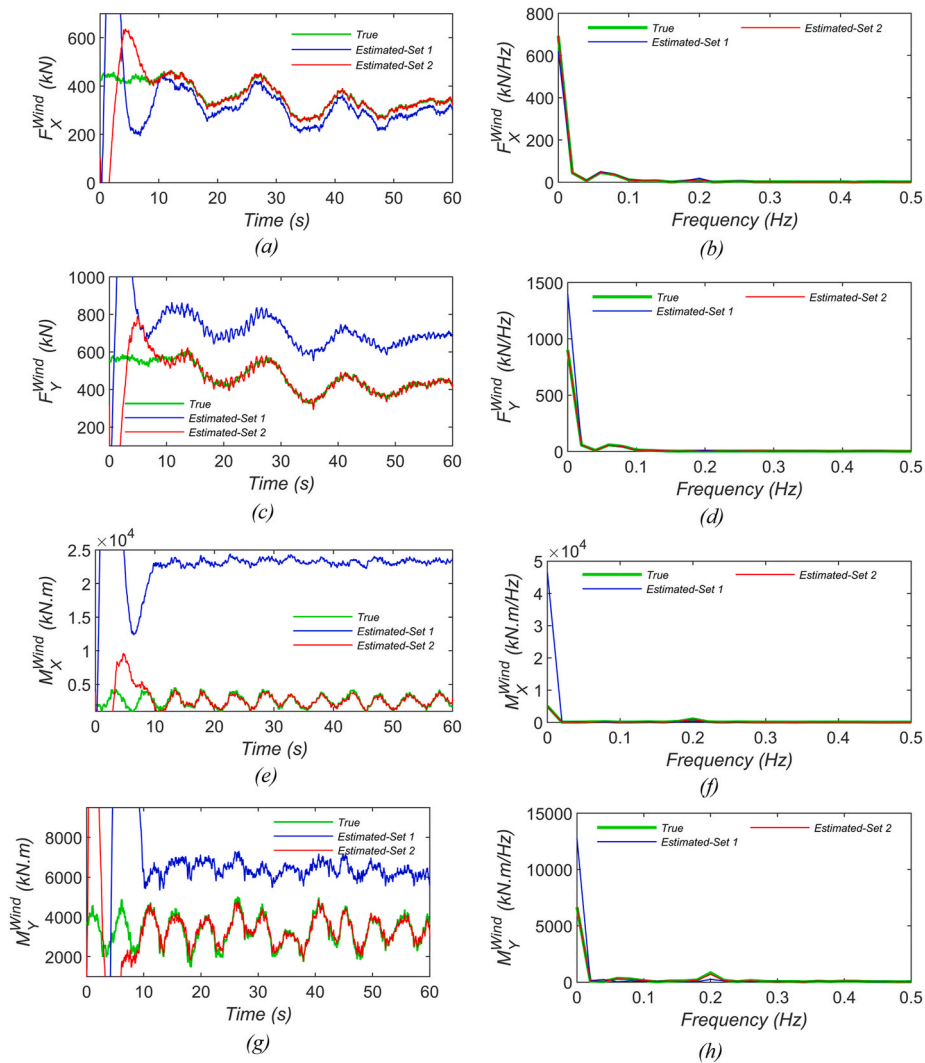 F_X^Wind (kN)
600
400
200
0
True
Estimated-Set 1
Estimated-Set 2
0 10 20 30 40 50 60
Time (s)
(a)
F_X^Wind (kN/Hz)
800
600
400
200
0
True
Estimated-Set 1
Estimated-Set 2
0 0.1 0.2 0.3 0.4 0.5
Frequency (Hz)
(b)
F_Y^Wind (kN)
1000
800
600
400
200
True
Estimated-Set 1
Estimated-Set 2
0 10 20 30 40 50 60
Time (s)
(c)
F_Y^Wind (kN/Hz)
1500
1000
500
0
True
Estimated-Set 1
Estimated-Set 2
0 0.1 0.2 0.3 0.4 0.5
Frequency (Hz)
(d)
M_X^Wind (kN.m)
× 10^4
2.5
2
1.5
1
0.5
True
Estimated-Set 1
Estimated-Set 2
0 10 20 30 40 50 60
Time (s)
(e)
M_X^Wind (kN.m/Hz)
× 10^4
5
4
3
2
1
0
True
Estimated-Set 1
Estimated-Set 2
0 0.1 0.2 0.3 0.4 0.5
Frequency (Hz)
(f)
M_Y^Wind (kN.m)
8000
6000
4000
2000
True
Estimated-Set 1
Estimated-Set 2
0 10 20 30 40 50 60
Time (s)
(g)
M_Y^Wind (kN.m/Hz)
15000
10000
5000
0
True
Estimated-Set 1
Estimated-Set 2
0 0.1 0.2 0.3 0.4 0.5
Frequency (Hz)
(h)